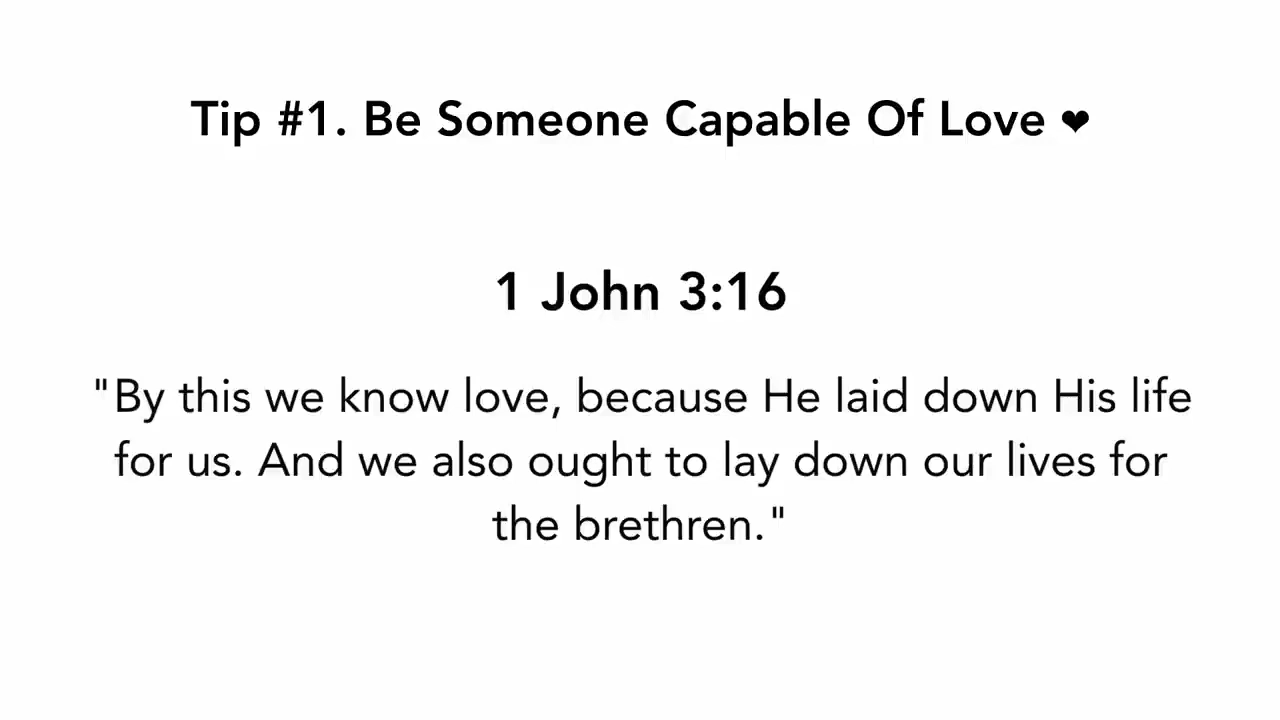 Tip #1. Be Someone Capable Of Love ❤
1 John 3:16
"By this we know love, because He laid down His life
for us. And we also ought to lay down our lives for
the brethren."